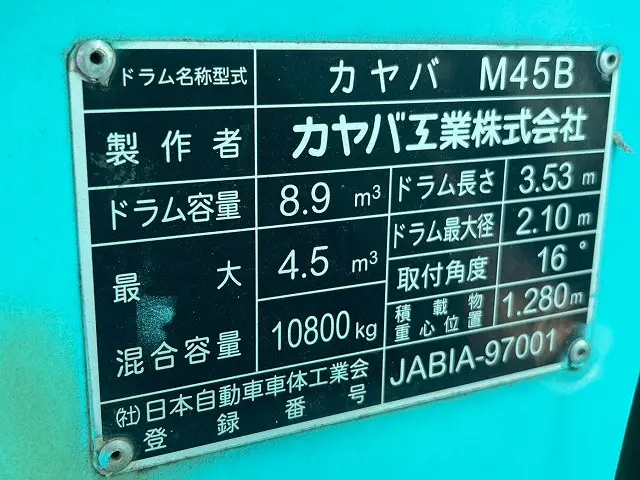 ドラム名称型式 カヤバ M45B
製作者 カヤバ工業株式会社
ドラム容量 8.9 m³ ドラム長さ 3.53 m
ドラム最大径 2.10 m
最大 4.5 m³ 取付角度 16°
混合容量 10800kg 積載物
重心位置 1.280m
(社)日本自動車車体工業会
登録番号 JABIA-97001